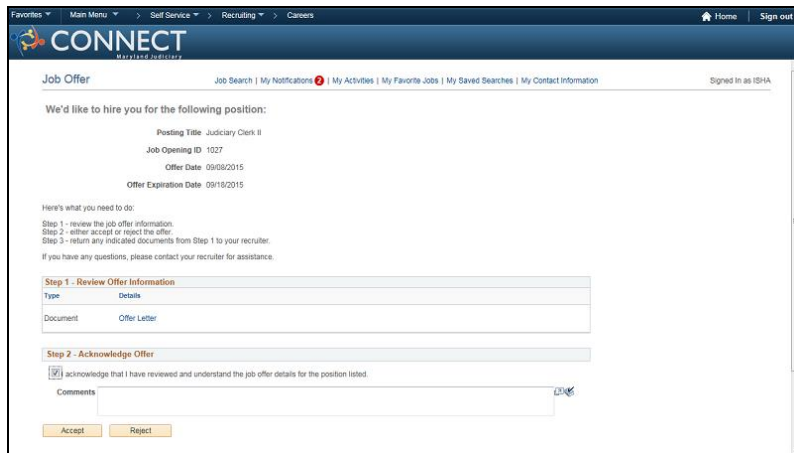 Favorites Main Menu > Self Service > Recruiting > Careers
Home Sign out
CONNECT
Maryland Judiciary
Job Offer
Job Search | My Notifications 2 | My Activities | My Favorite Jobs | My Saved Searches | My Contact Information
Signed In as ISHA
We'd like to hire you for the following position:
Posting Title Judiciary Clerk II
Job Opening ID 1027
Offer Date 09/08/2015
Offer Expiration Date 09/18/2015
Here's what you need to do:
Step 1 - review the job offer information.
Step 2 - either accept or reject the offer.
Step 3 - return any indicated documents from Step 1 to your recruiter.
If you have any questions, please contact your recruiter for assistance.
Step 1 - Review Offer Information
Type Details
Document Offer Letter
Step 2 - Acknowledge Offer
I acknowledge that I have reviewed and understand the job offer details for the position listed.
Comments
Accept Reject